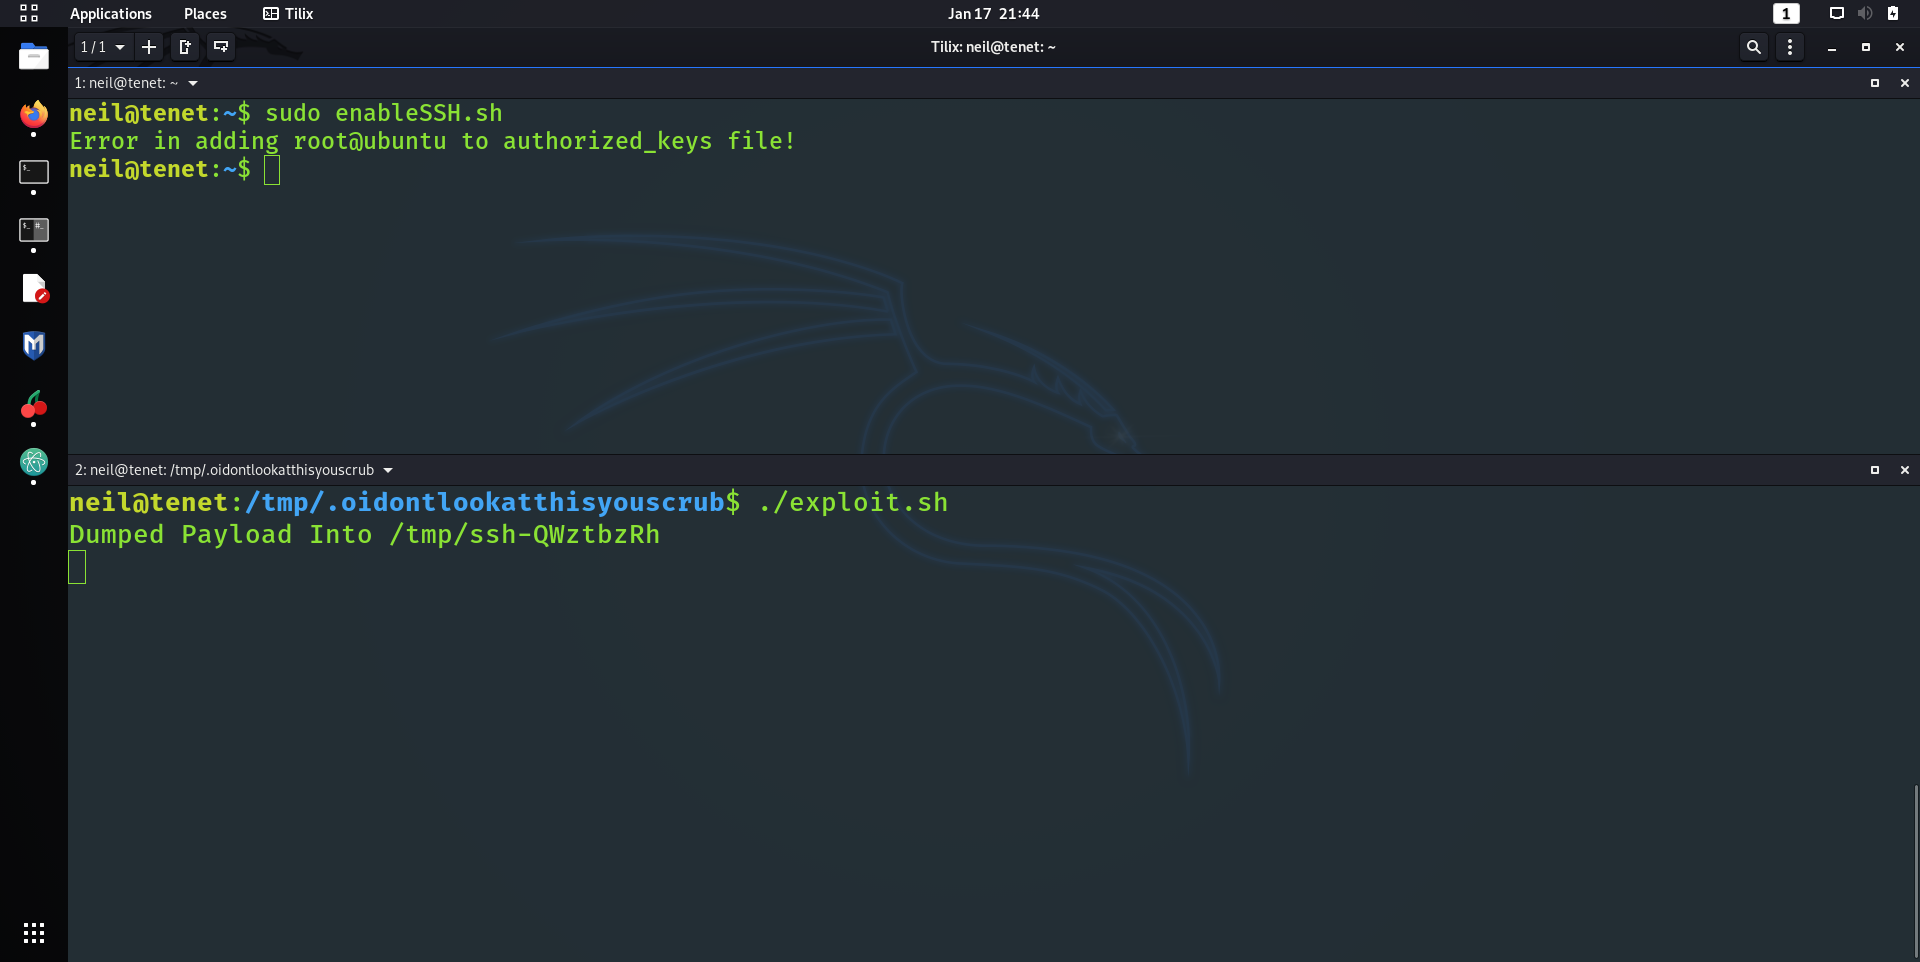 Applications Places Tilix Jan 17 21:44 1
1 / 1 Tilix: neil@tenet: ~
1: neil@tenet: ~
neil@tenet:~$ sudo enableSSH.sh
Error in adding root@ubuntu to authorized_keys file!
neil@tenet:~$
2: neil@tenet: /tmp/.oidontlookatthisyouscrub
neil@tenet:/tmp/.oidontlookatthisyouscrub$ ./exploit.sh
Dumped Payload Into /tmp/ssh-QWztbzRh